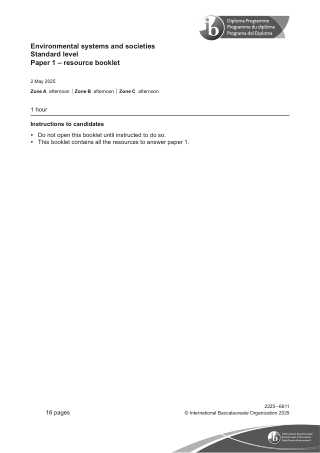 Diploma Programme
Programme du diplôme
Programa del Diploma
Environmental systems and societies
Standard level
Paper 1 – resource booklet
2 May 2025
Zone A afternoon | Zone B afternoon | Zone C afternoon
1 hour
Instructions to candidates
• Do not open this booklet until instructed to do so.
• This booklet contains all the resources to answer paper 1.
16 pages
2225–6611
© International Baccalaureate Organization 2025